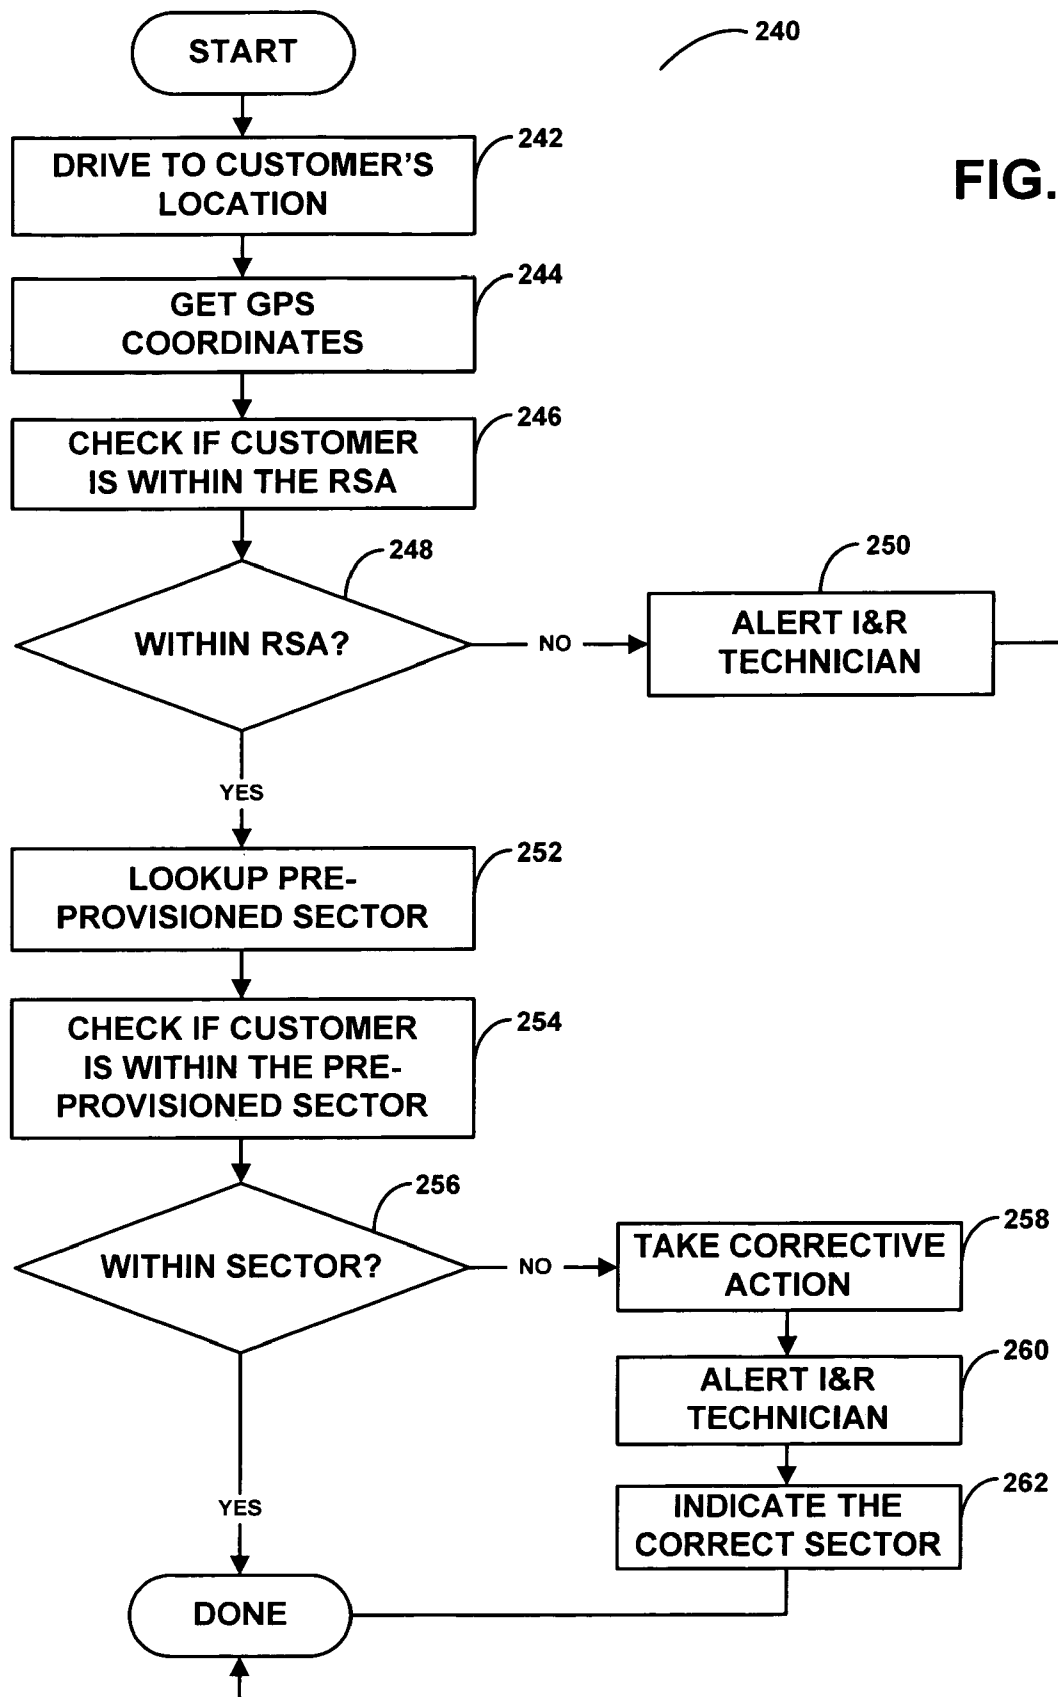 START
240
242
DRIVE TO CUSTOMER'S
LOCATION
FIG.
244
GET GPS
COORDINATES
246
CHECK IF CUSTOMER
IS WITHIN THE RSA
248
WITHIN RSA?
NO
250
ALERT I&R
TECHNICIAN
YES
252
LOOKUP PRE-
PROVISIONED SECTOR
254
CHECK IF CUSTOMER
IS WITHIN THE PRE-
PROVISIONED SECTOR
256
WITHIN SECTOR?
NO
258
TAKE CORRECTIVE
ACTION
260
ALERT I&R
TECHNICIAN
262
INDICATE THE
CORRECT SECTOR
YES
DONE